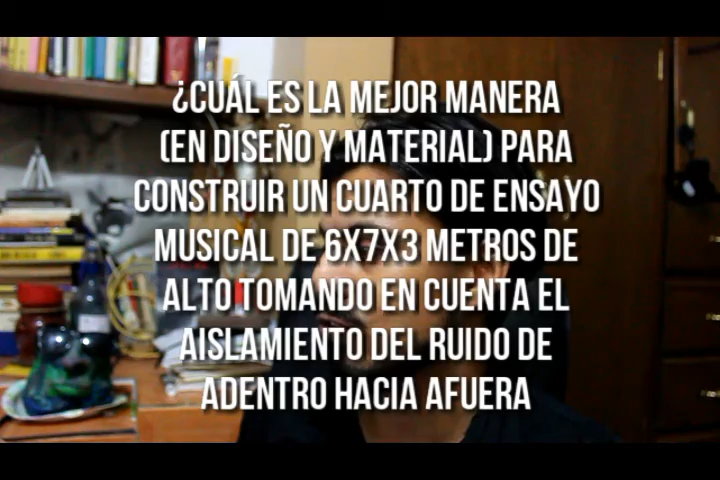 ¿CUÁL ES LA MEJOR MANERA
(EN DISEÑO Y MATERIAL) PARA
CONSTRUIR UN CUARTO DE ENSAYO
MUSICAL DE 6X7X3 METROS DE
ALTO TOMANDO EN CUENTA EL
AISLAMIENTO DEL RUIDO DE
ADENTRO HACIA AFUERA